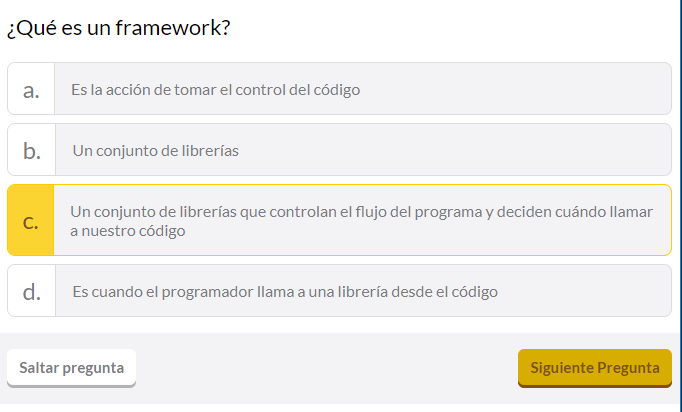 ¿Qué es un framework?
a.
Es la acción de tomar el control del código
b.
Un conjunto de librerías
c.
Un conjunto de librerías que controlan el flujo del programa y deciden cuándo llamar
a nuestro código
d.
Es cuando el programador llama a una librería desde el código
Saltar pregunta
Siguiente Pregunta